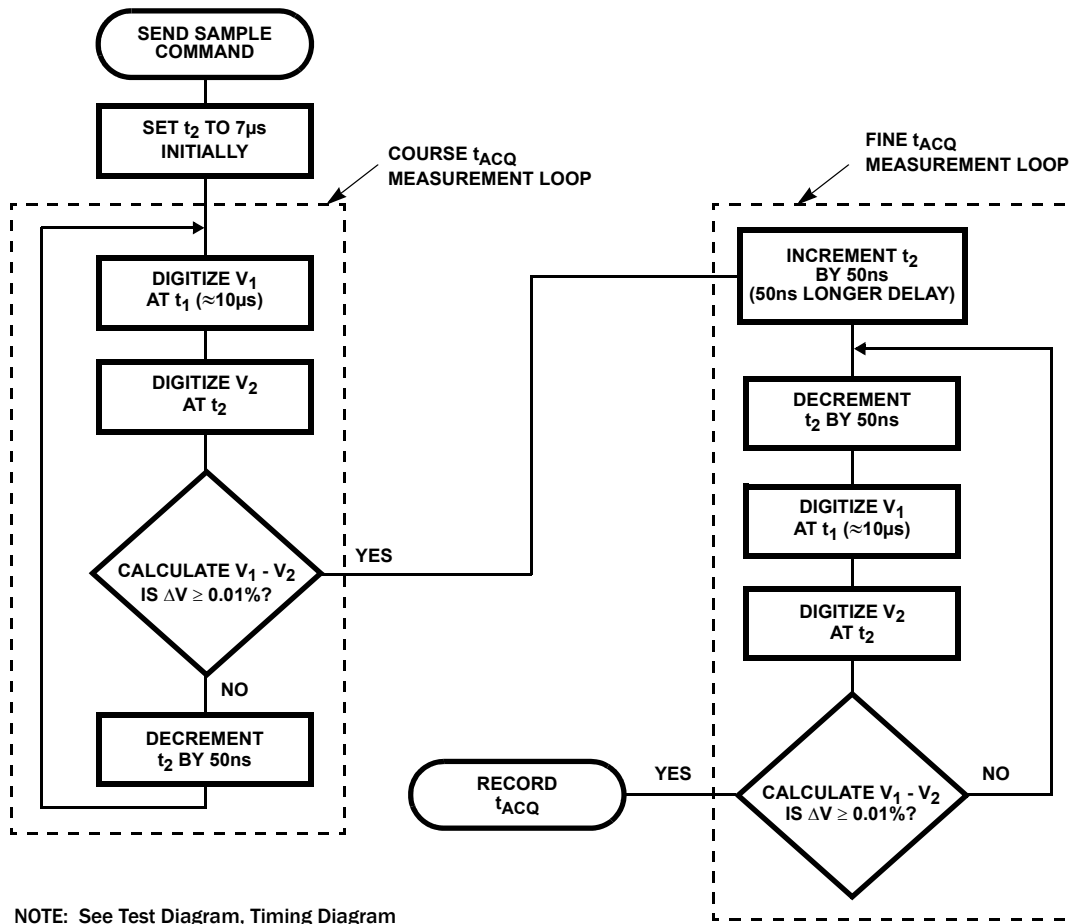 SEND SAMPLE
COMMAND
SET t2 TO 7µs
INITIALLY
COURSE tACQ
MEASUREMENT LOOP
DIGITIZE V1
AT t1 (≈10µs)
DIGITIZE V2
AT t2
CALCULATE V1 - V2
IS ΔV ≥ 0.01%?
YES
NO
DECREMENT
t2 BY 50ns
FINE tACQ
MEASUREMENT LOOP
INCREMENT t2
BY 50ns
(50ns LONGER DELAY)
DECREMENT
t2 BY 50ns
DIGITIZE V1
AT t1 (≈10µs)
DIGITIZE V2
AT t2
CALCULATE V1 - V2
IS ΔV ≥ 0.01%?
NO
YES
RECORD
tACQ
NOTE: See Test Diagram, Timing Diagram